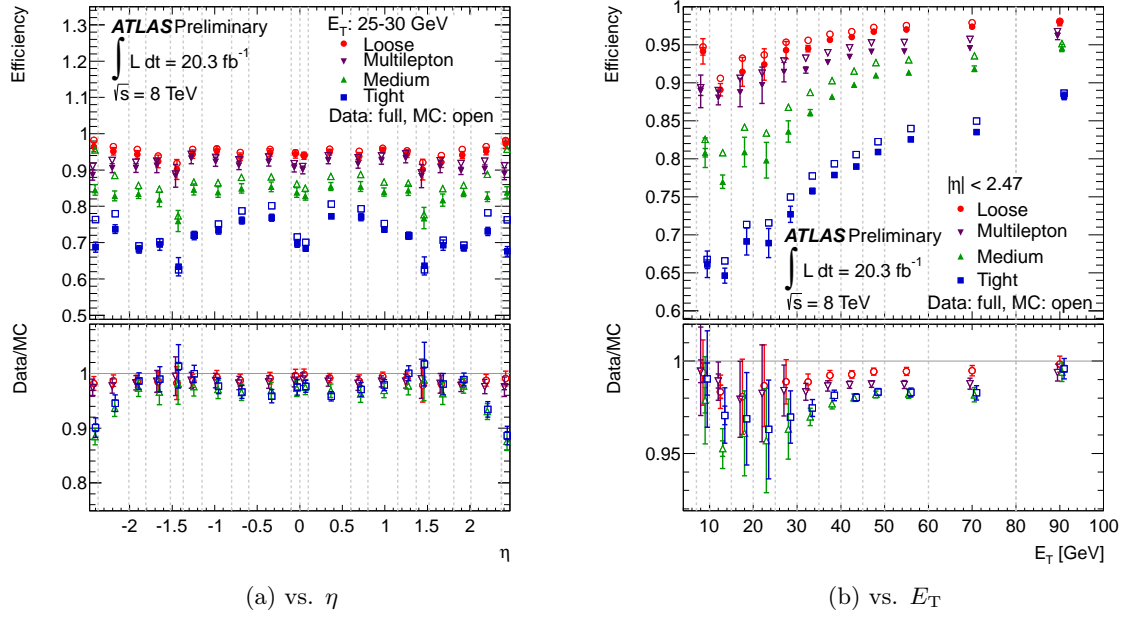 Efficiency
1.3
1.2
1.1
1
0.9
0.8
0.7
0.6
0.5
ATLAS Preliminary
∫ L dt = 20.3 fb⁻¹
√s = 8 TeV
E_T: 25-30 GeV
Loose
Multilepton
Medium
Tight
Data: full, MC: open
Data/MC
1
0.9
0.8
-2 -1.5 -1 -0.5 0 0.5 1 1.5 2
η
(a) vs. η
Efficiency
1
0.95
0.9
0.85
0.8
0.75
0.7
0.65
0.6
|η| < 2.47
Loose
Multilepton
Medium
Tight
Data: full, MC: open
ATLAS Preliminary
∫ L dt = 20.3 fb⁻¹
√s = 8 TeV
Data/MC
1
0.95
10 20 30 40 50 60 70 80 90 100
E_T [GeV]
(b) vs. E_T